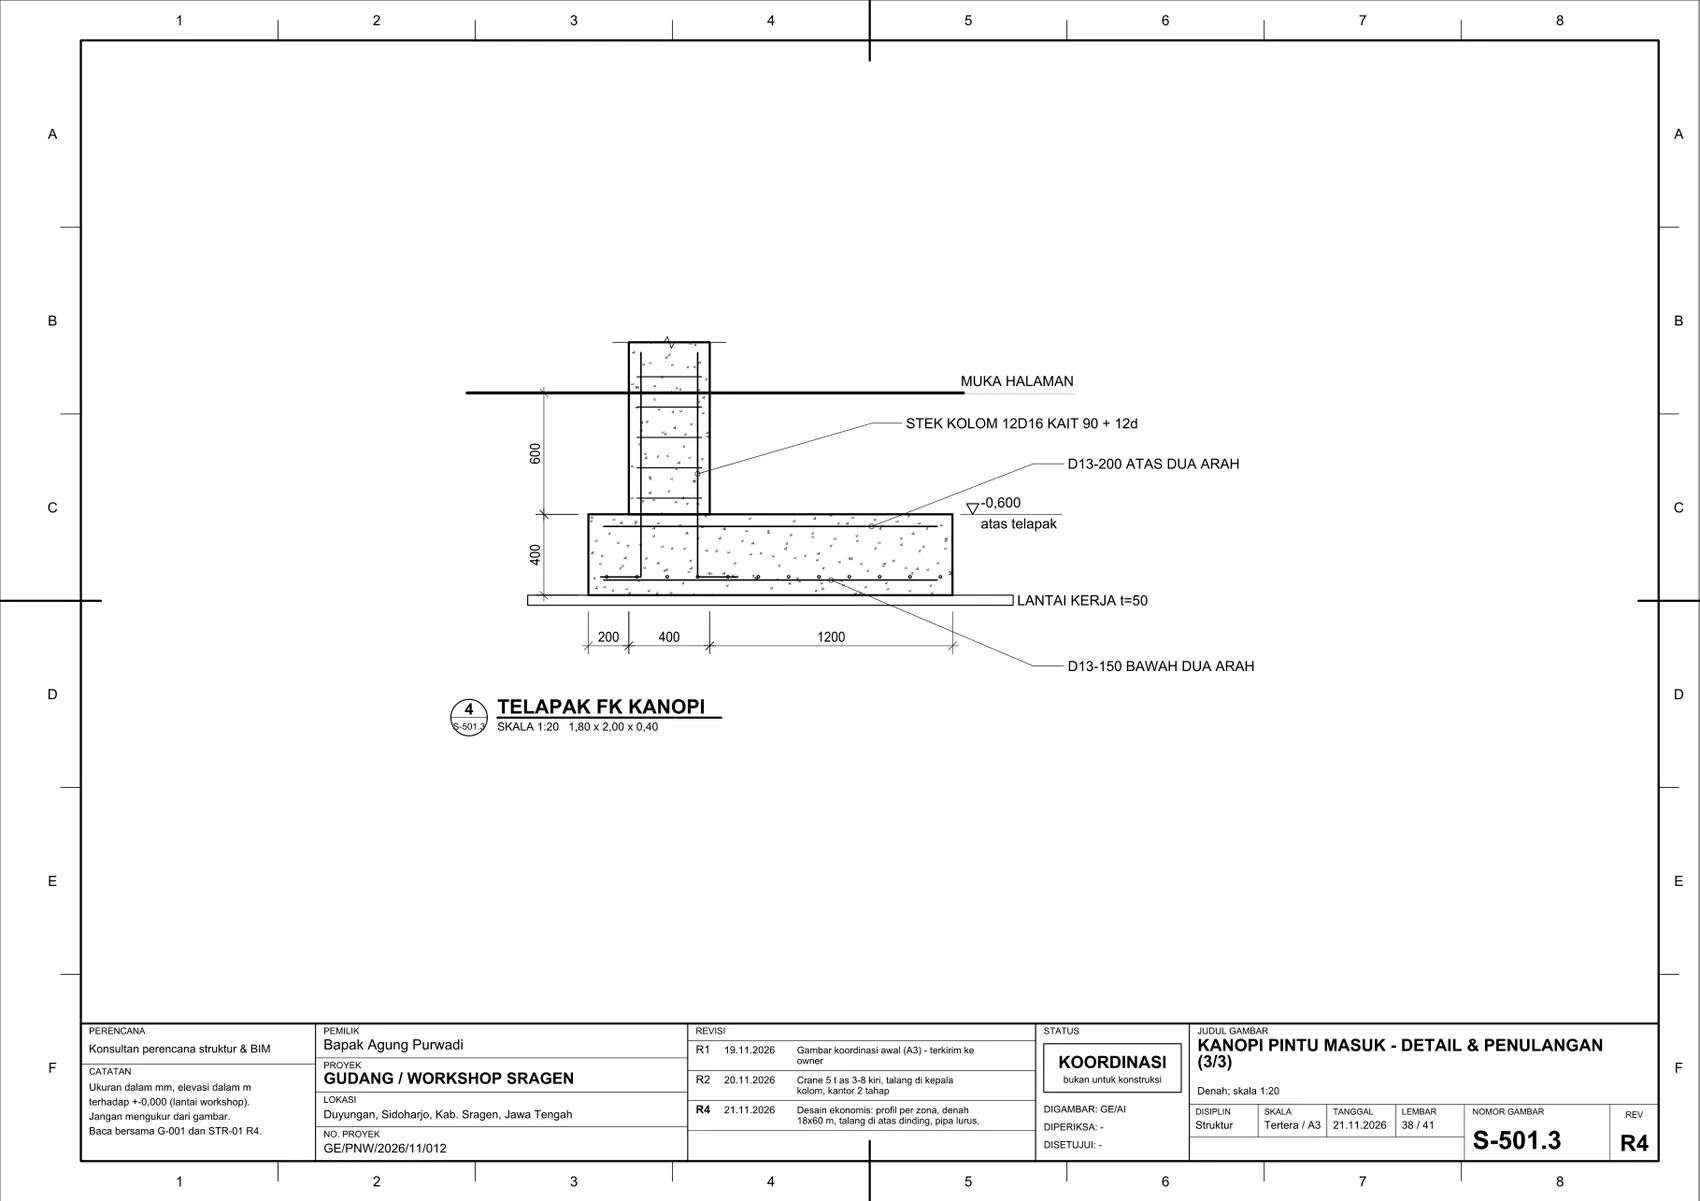 1 2 3 4 5 6 7 8
A A
B B
MUKA HALAMAN
STEK KOLOM 12D16 KAIT 90 + 12d
600
D13-200 ATAS DUA ARAH
C C
-0,600
atas telapak
400
LANTAI KERJA t=50
200 400 1200
D13-150 BAWAH DUA ARAH
D D
4
S-501.3
TELAPAK FK KANOPI
SKALA 1:20 1,80 x 2,00 x 0,40
E E
F F
PERENCANA
Konsultan perencana struktur & BIM
CATATAN
Ukuran dalam mm, elevasi dalam m
terhadap +-0,000 (lantai workshop).
Jangan mengukur dari gambar.
Baca bersama G-001 dan STR-01 R4.
PEMILIK
Bapak Agung Purwadi
PROYEK
GUDANG / WORKSHOP SRAGEN
LOKASI
Duyungan, Sidoharjo, Kab. Sragen, Jawa Tengah
NO. PROYEK
GE/PNW/2026/11/012
REVISI
R1 19.11.2026 Gambar koordinasi awal (A3) - terkirim ke
owner
R2 20.11.2026 Crane 5 t as 3-8 kiri, talang di kepala
kolom, kantor 2 tahap
R4 21.11.2026 Desain ekonomis: profil per zona, denah
18x60 m, talang di atas dinding, pipa lurus,
STATUS
KOORDINASI
bukan untuk konstruksi
DIGAMBAR: GE/AI
DIPERIKSA: -
DISETUJUI: -
JUDUL GAMBAR
KANOPI PINTU MASUK - DETAIL & PENULANGAN
(3/3)
Denah; skala 1:20
DISIPLIN
Struktur
SKALA
Tertera / A3
TANGGAL
21.11.2026
LEMBAR
38 / 41
NOMOR GAMBAR
S-501.3
REV
R4
1 2 3 4 5 6 7 8